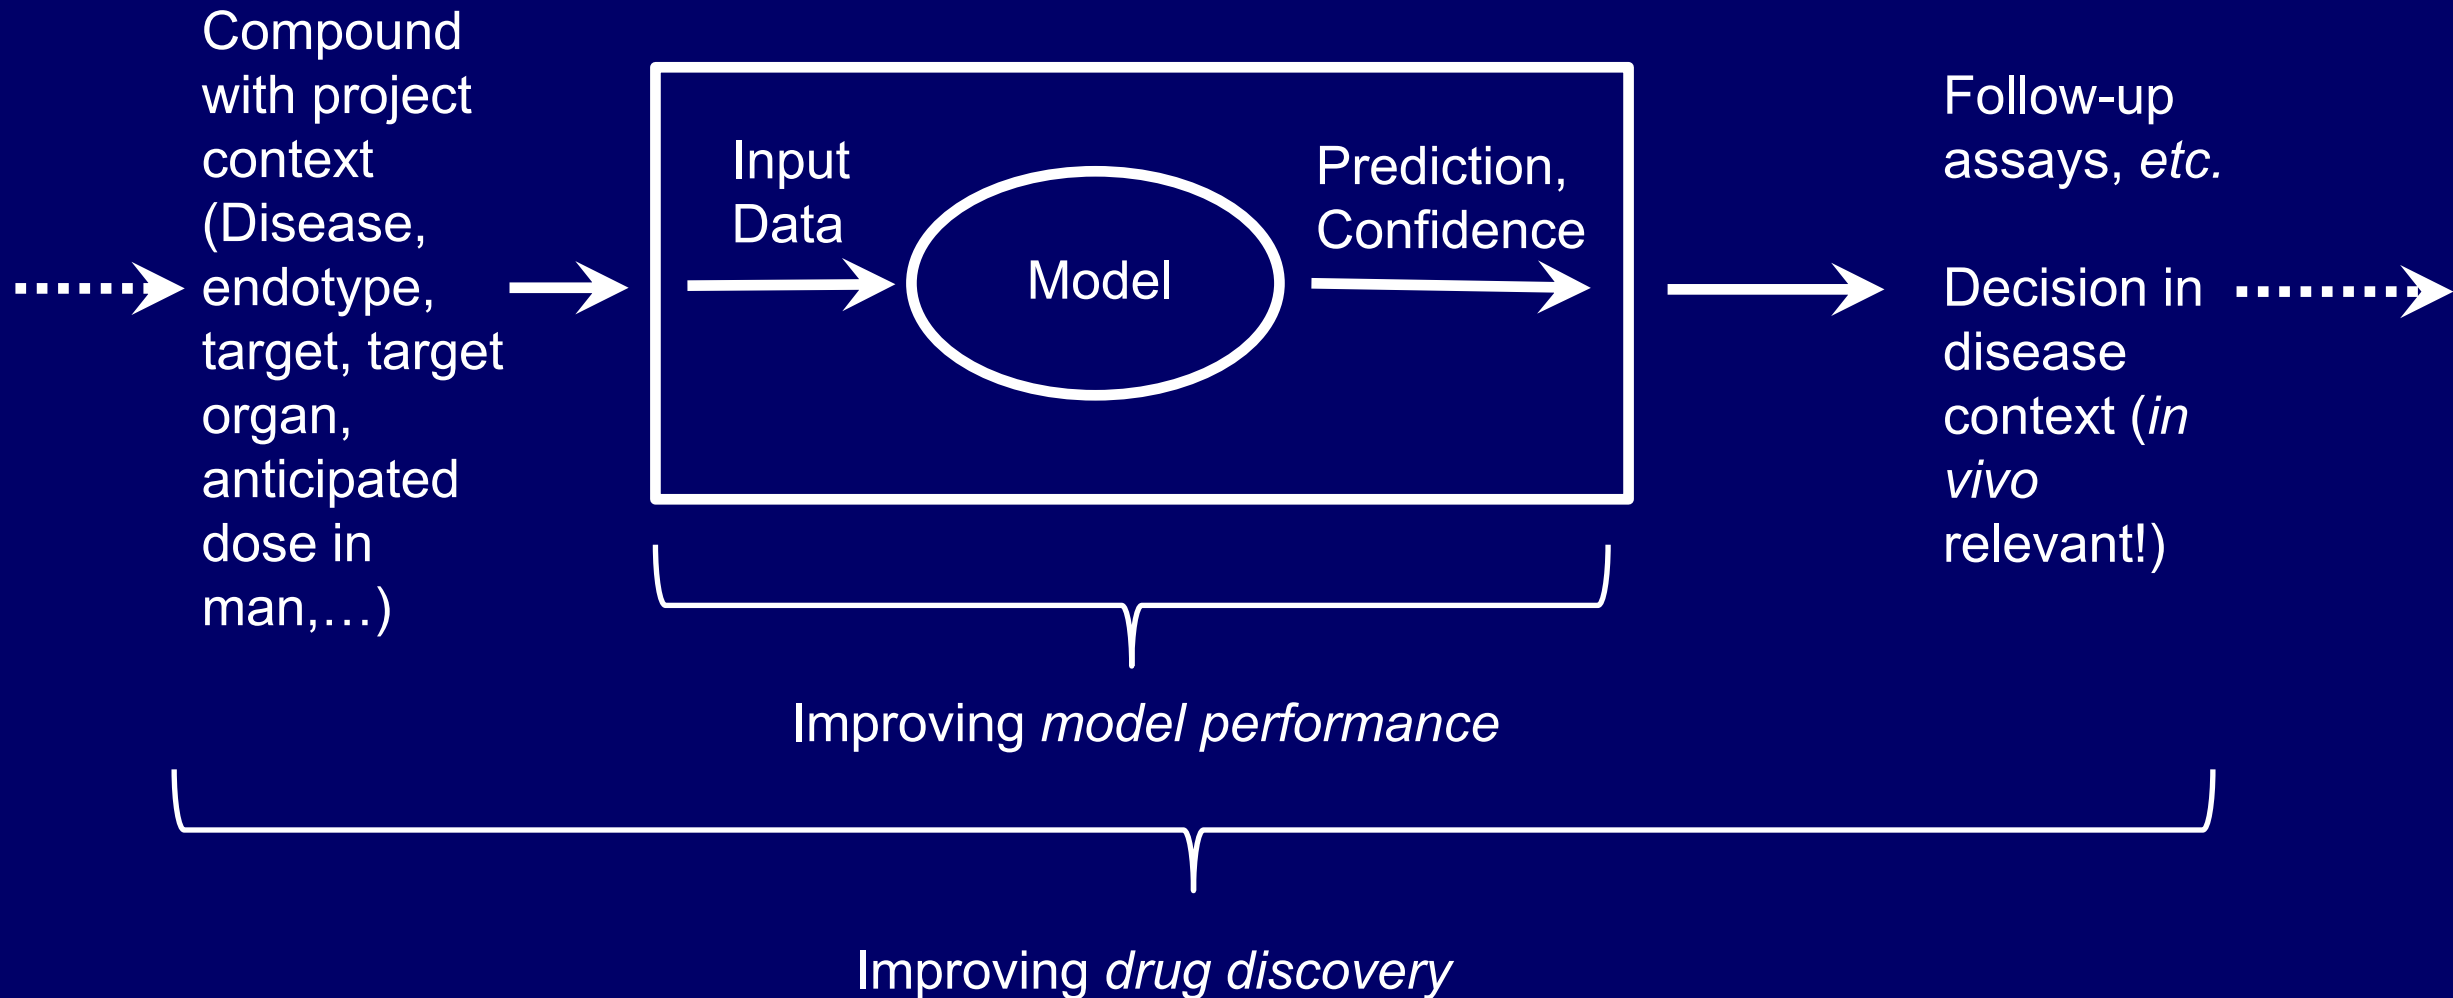 Compound
with project
context
(Disease,
endotype,
target, target
organ,
anticipated
dose in
man,…)
Input
Data
Model
Prediction,
Confidence
Follow-up
assays, etc.
Decision in
disease
context (in
vivo
relevant!)
Improving model performance
Improving drug discovery